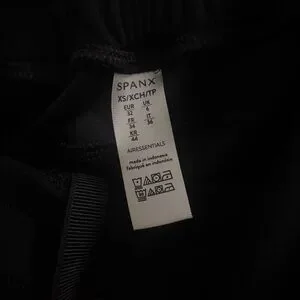 SPANX
XS/XCH/TP
EUR UK
32 6
FR IT
34 36
KR
44
AIRESSENTIALS
made in indonesia
Fabriqué en Indonésie